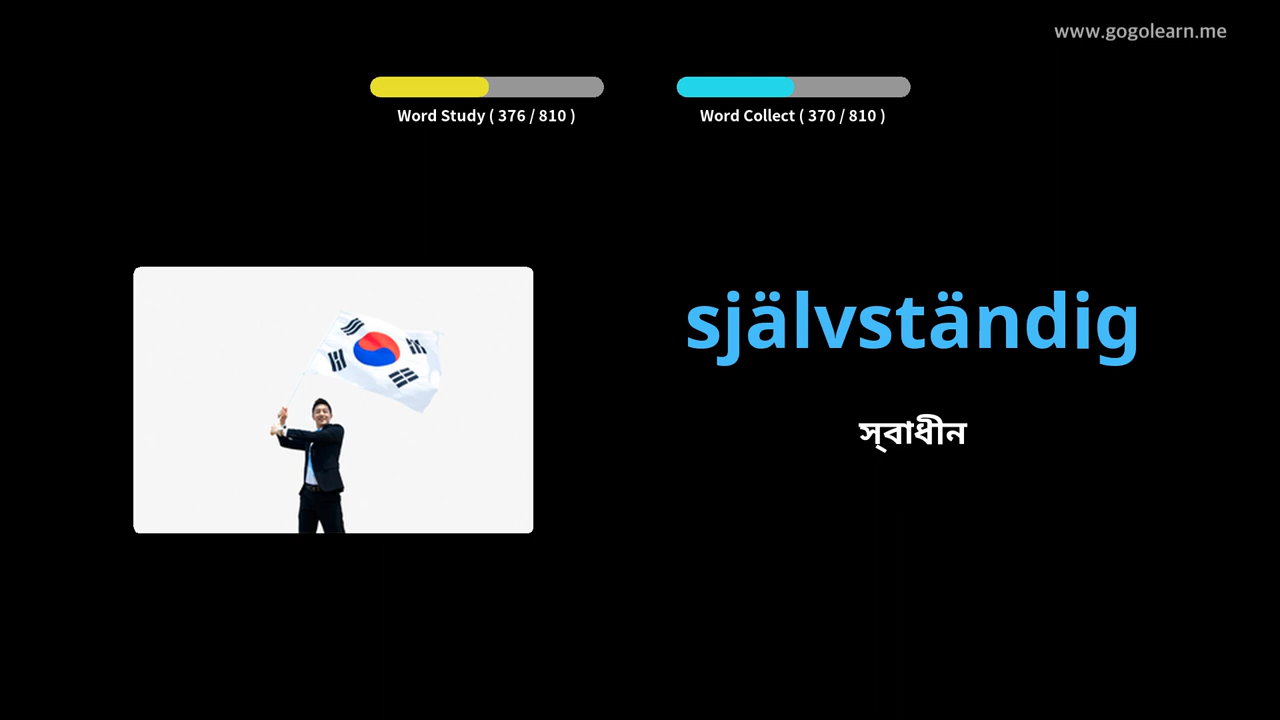 www.gogolearn.me
Word Study ( 376 / 810 )
Word Collect ( 370 / 810 )
självständig
স্বাধীন